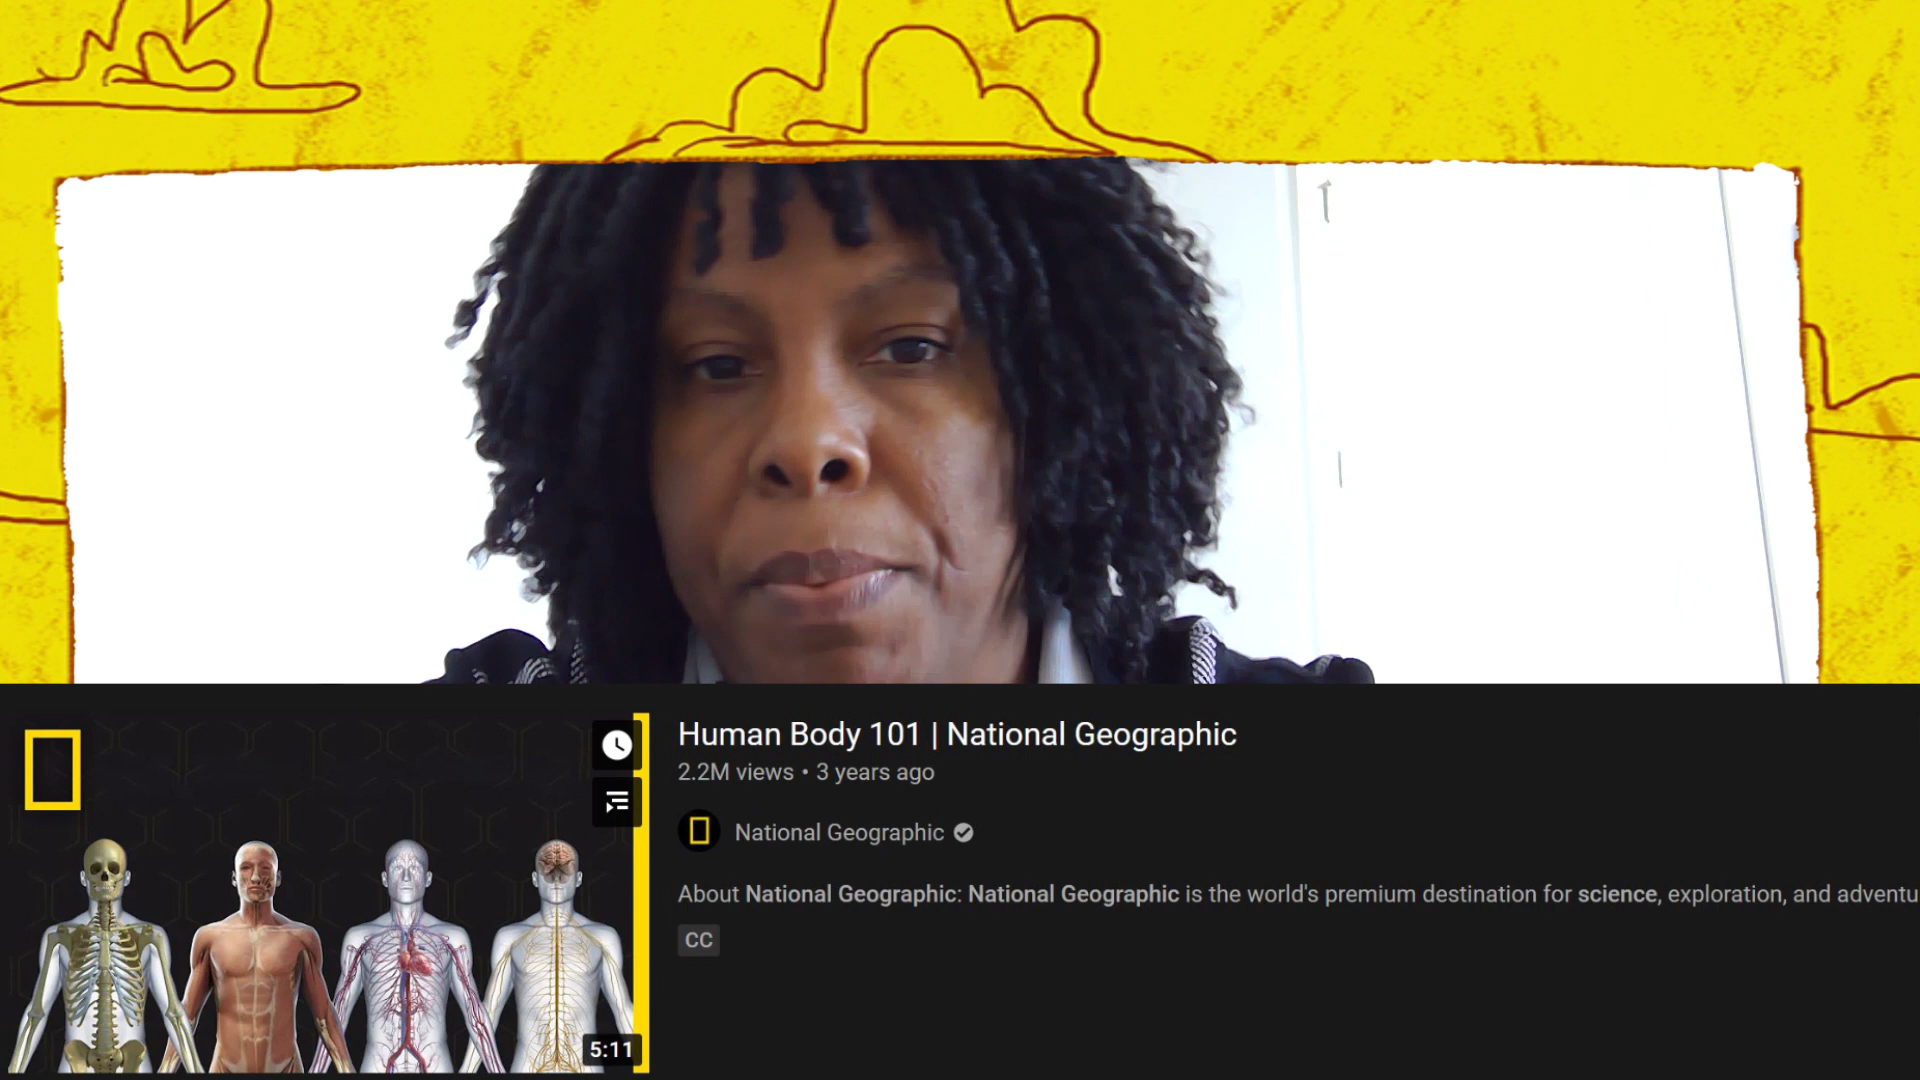 Human Body 101 | National Geographic
2.2M views • 3 years ago
National Geographic
About National Geographic: National Geographic is the world's premium destination for science, exploration, and adventu
CC
5:11